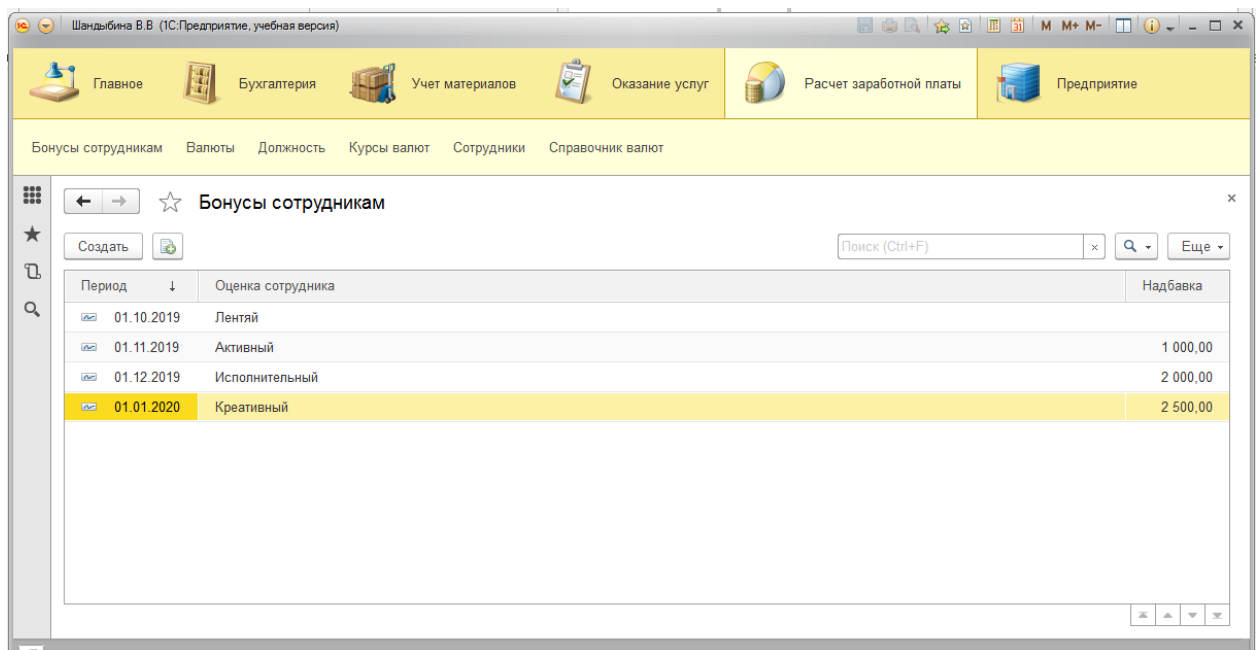 Шандыбина В.В (1С:Предприятие, учебная версия)
M M+ M-
Главное Бухгалтерия Учет материалов Оказание услуг Расчет заработной платы Предприятие
Бонусы сотрудникам Валюты Должность Курсы валют Сотрудники Справочник валют
Бонусы сотрудникам
Создать Поиск (Ctrl+F) Еще
Период Оценка сотрудника Надбавка
01.10.2019 Лентяй
01.11.2019 Активный 1 000,00
01.12.2019 Исполнительный 2 000,00
01.01.2020 Креативный 2 500,00